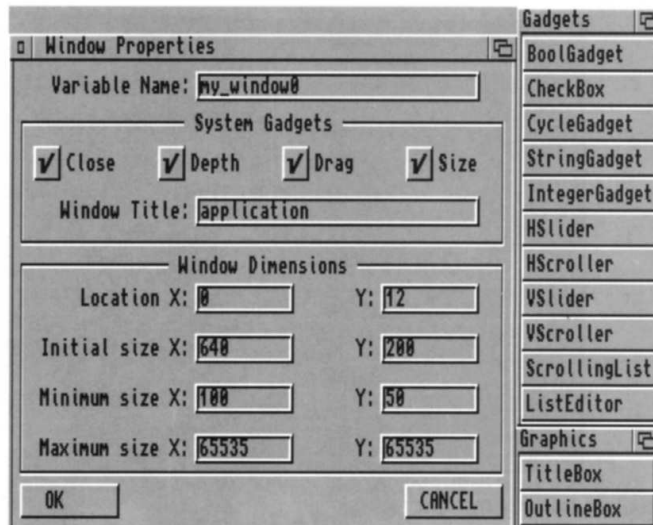 Window Properties
Variable Name: my_window0
System Gadgets
√ Close √ Depth √ Drag √ Size
Window Title: application
Window Dimensions
Location X: 0 Y: 12
Initial size X: 640 Y: 200
Minimum size X: 100 Y: 50
Maximum size X: 65535 Y: 65535
OK CANCEL
Gadgets
BoolGadget
CheckBox
CycleGadget
StringGadget
IntegerGadget
HSlider
HScroller
VSlider
VScroller
ScrollingList
ListEditor
Graphics
TitleBox
OutlineBox